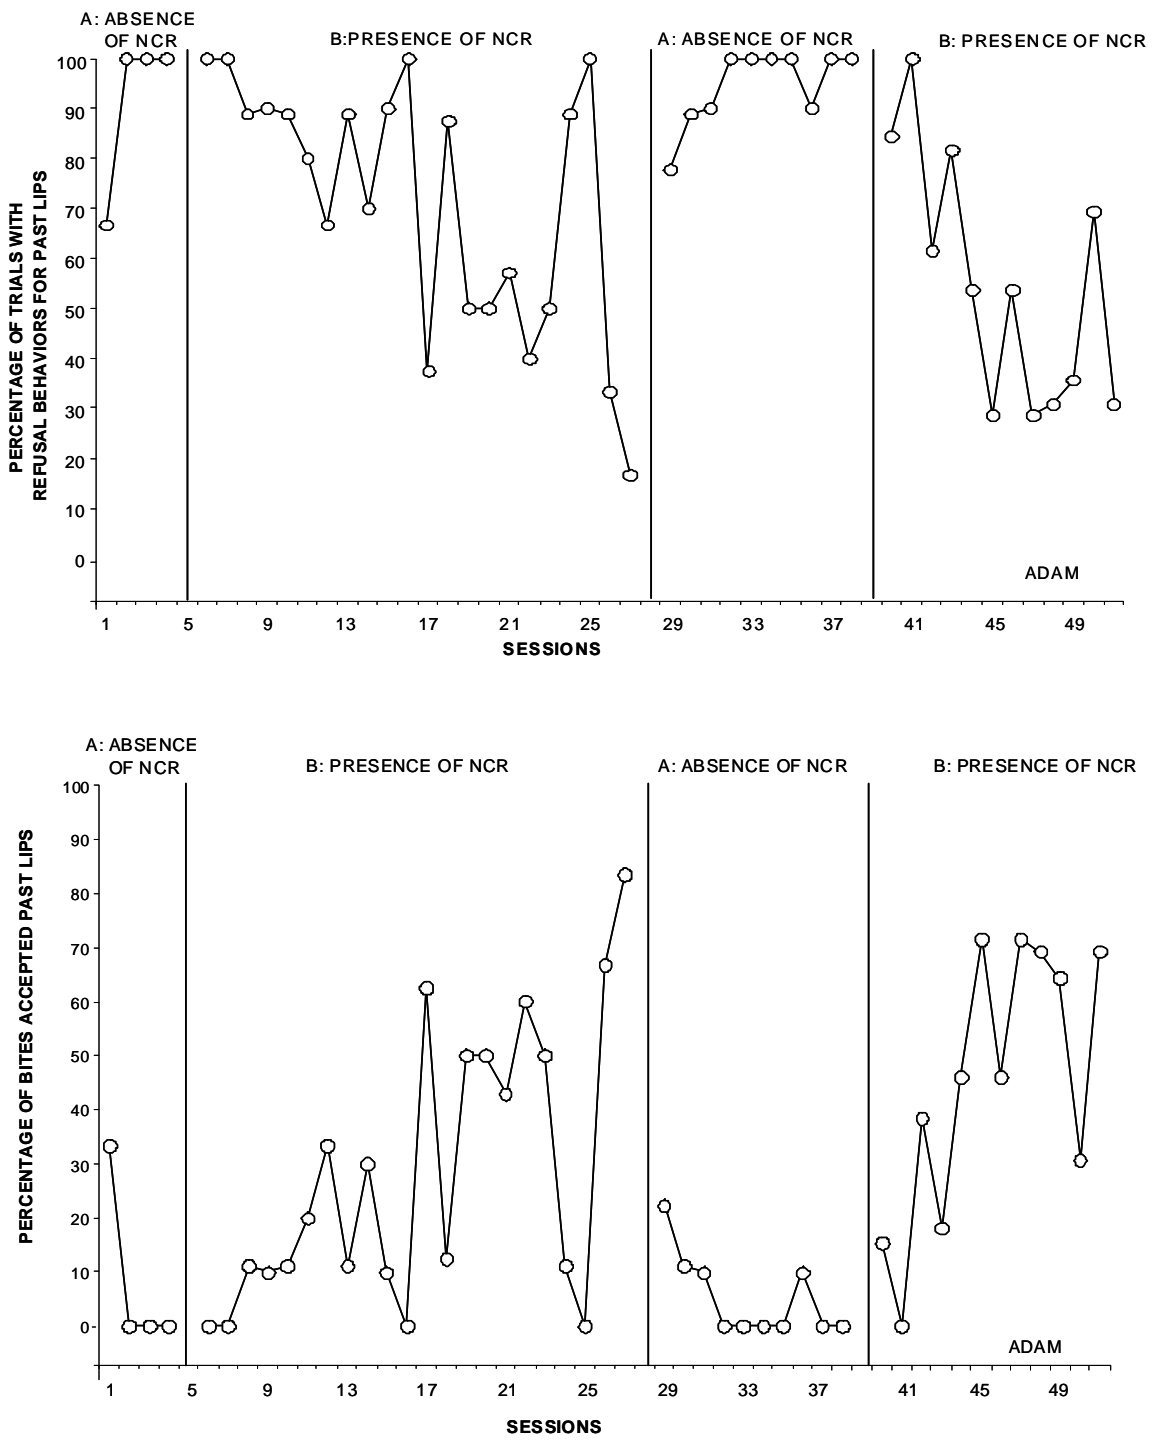 A: ABSENCE
OF NCR
B:PRESENCE OF NCR
A: ABSENCE OF NCR
B: PRESENCE OF NCR
PERCENTAGE OF TRIALS WITH
REFUSAL BEHAVIORS FOR PAST LIPS
100
90
80
70
60
50
40
30
20
10
0
ADAM
1 5 9 13 17 21 25 29 33 37 41 45 49
SESSIONS
A: ABSENCE
OF NCR
B: PRESENCE OF NCR
A: ABSENCE OF NCR
B: PRESENCE OF NCR
PERCENTAGE OF BITES ACCEPTED PAST LIPS
100
90
80
70
60
50
40
30
20
10
0
ADAM
1 5 9 13 17 21 25 29 33 37 41 45 49
SESSIONS